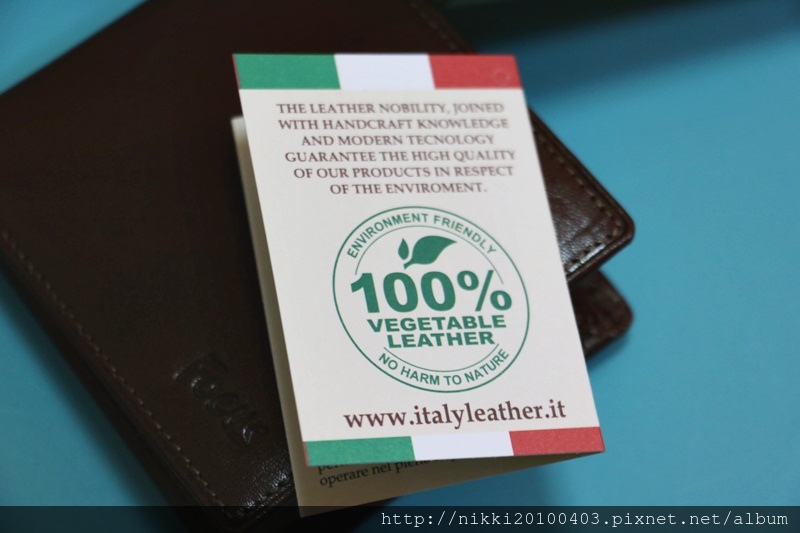 THE LEATHER NOBILITY, JOINED
WITH HANDCRAFT KNOWLEDGE
AND MODERN TECNOLOGY
GUARANTEE THE HIGH QUALITY
OF OUR PRODUCTS IN RESPECT
OF THE ENVIROMENT.
ENVIRONMENT FRIENDLY
100%
VEGETABLE
LEATHER
NO HARM TO NATURE
www.italyleather.it
operare nel
http://nikki20100403.pixnet.net/album